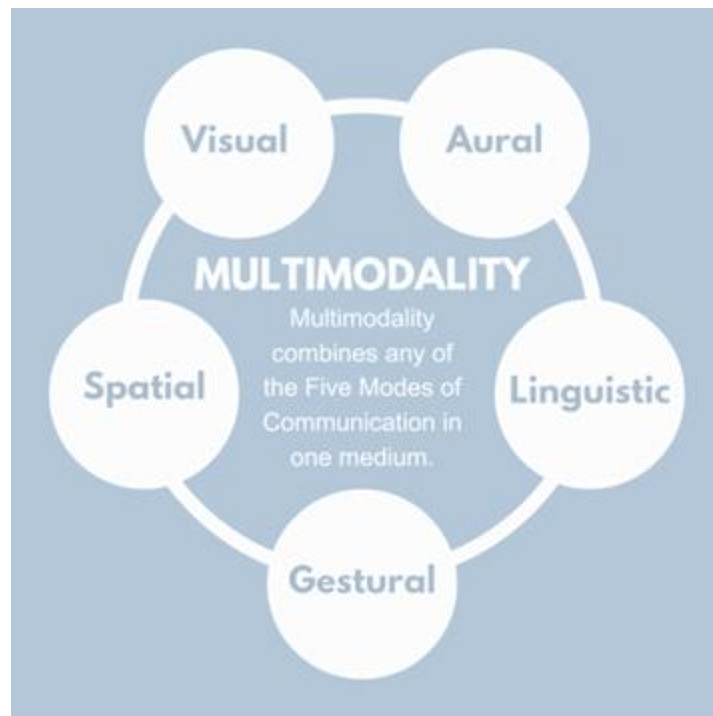 Visual
Aural
MULTIMODALITY
Multimodality
combines any of
the Five Modes of
Communication in
one medium.
Spatial
Linguistic
Gestural